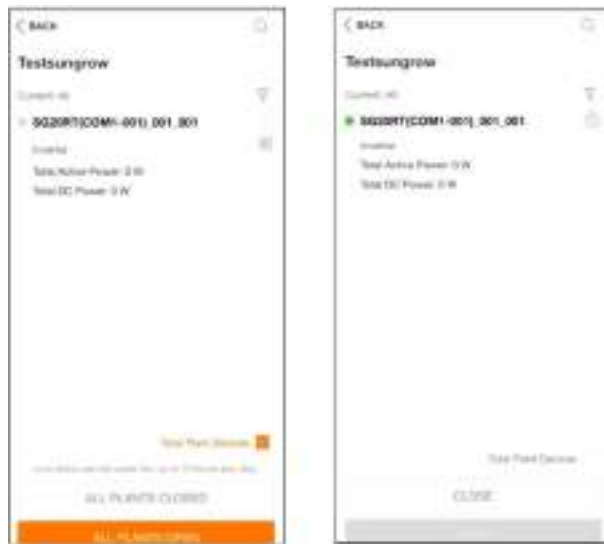 < BACK
Testsungrow
Current: All
SG20RT(COM1-001)_001_001
Inverter
Total Active Power: 0 W
Total DC Power: 0 W
Total Plant Devices
ALL PLANTS CLOSED
ALL PLANTS OPEN
< BACK
Testsungrow
Current: All
SG20RT(COM1-001)_001_001
Inverter
Total Active Power: 0 W
Total DC Power: 0 W
Total Plant Devices
CLOSE